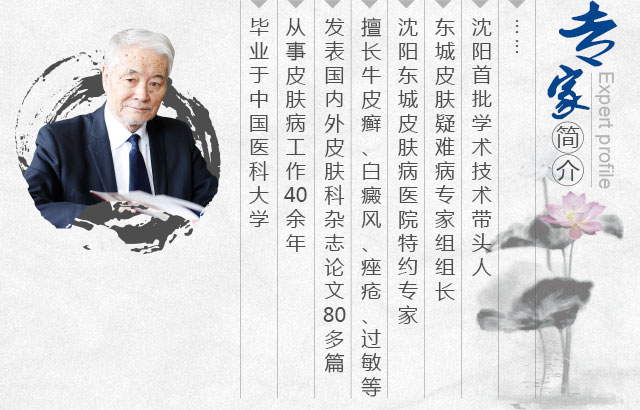 专家
简介
Expert profile
……
沈阳首批学术技术带头人
东城皮肤疑难病专家组组长
沈阳东城皮肤病医院特约专家
擅长牛皮癣、白癜风、痤疮、过敏等
发表国内外皮肤科杂志论文80多篇
从事皮肤病工作40余年
毕业于中国医科大学